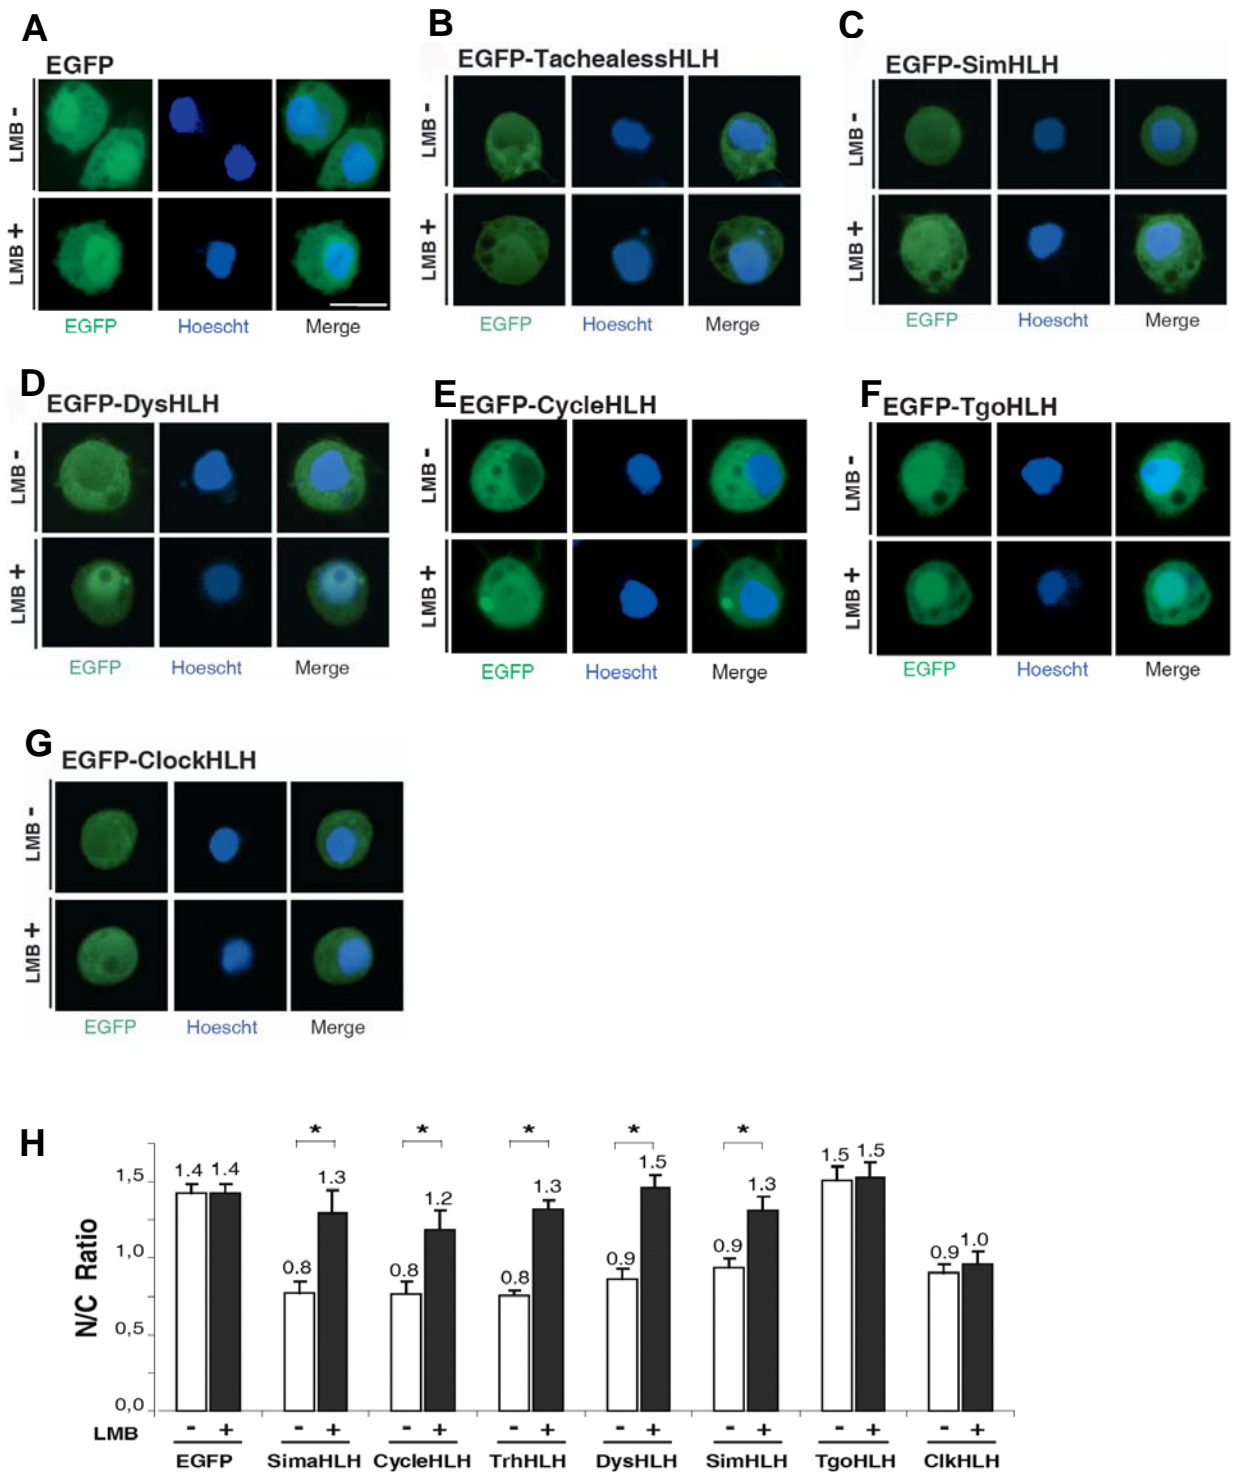 A
EGFP
LMB -
LMB +
EGFP Hoescht Merge
B
EGFP-TachealessHLH
LMB -
LMB +
EGFP Hoescht Merge
C
EGFP-SimHLH
LMB -
LMB +
EGFP Hoescht Merge
D
EGFP-DysHLH
LMB -
LMB +
EGFP Hoescht Merge
E
EGFP-CycleHLH
LMB -
LMB +
EGFP Hoescht Merge
F
EGFP-TgoHLH
LMB -
LMB +
EGFP Hoescht Merge
G
EGFP-ClockHLH
LMB -
LMB +
EGFP Hoescht Merge
H
* * * * *
N/C Ratio
1,5
1,0
0,5
0,0
1.4 1.4 0.8 1.3 0.8 1.2 0.8 1.3 0.9 1.5 0.9 1.3 1.5 1.5 0.9 1.0
LMB - + - + - + - + - + - + - + - +
EGFP SimaHLH CycleHLH TrhHLH DysHLH SimHLH TgoHLH ClkHLH